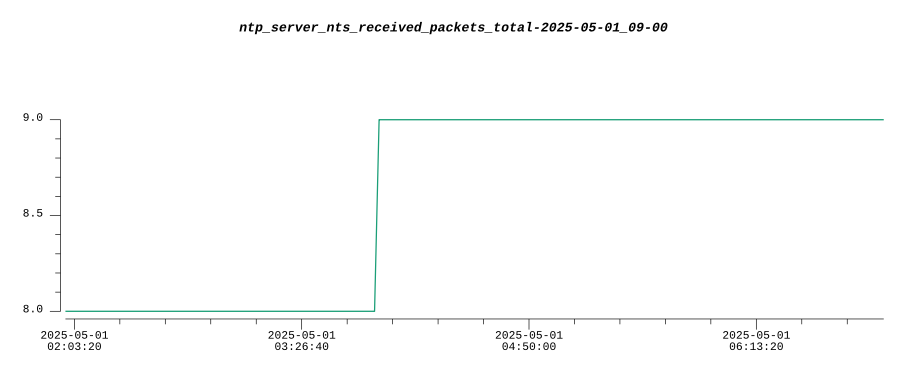 ntp_server_nts_received_packets_total-2025-05-01_09-00
9.0
8.5
8.0
2025-05-01 2025-05-01 2025-05-01 2025-05-01
02:03:20 03:26:40 04:50:00 06:13:20